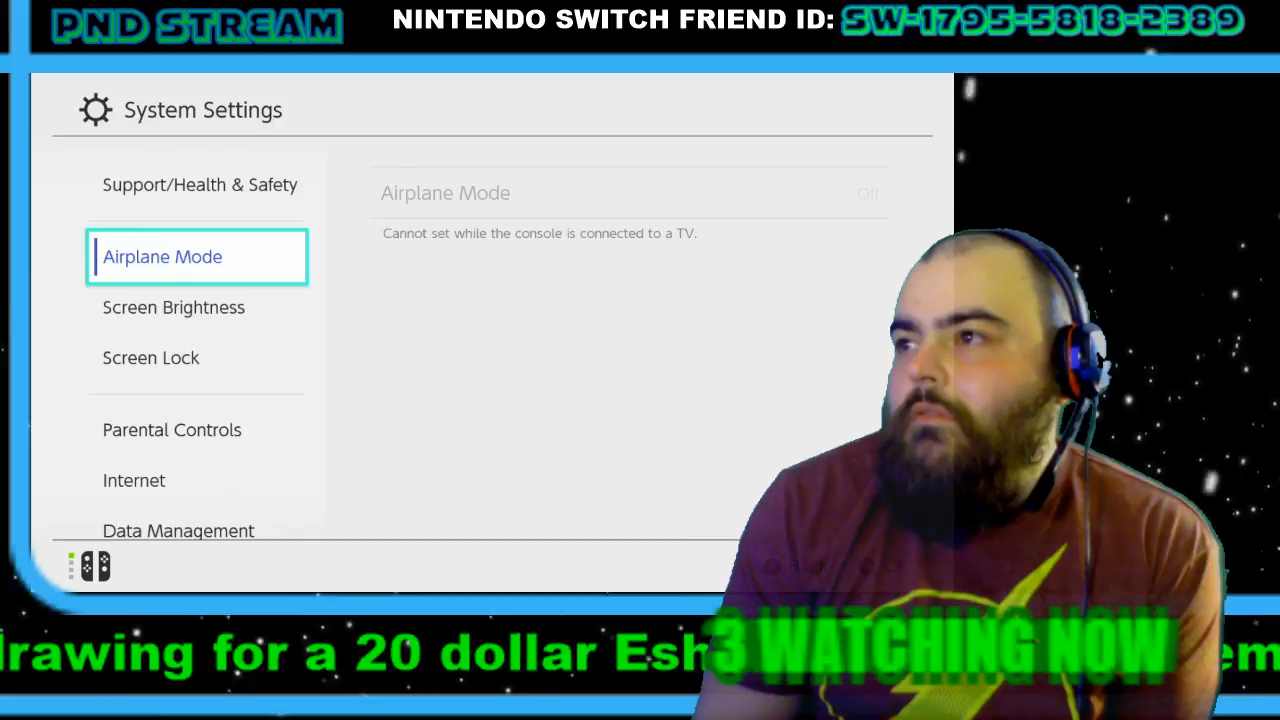 PND STREAM
NINTENDO SWITCH FRIEND ID: SW-1795-5818-2389
System Settings
Support/Health & Safety
Airplane Mode
Screen Brightness
Screen Lock
Parental Controls
Internet
Data Management
Airplane Mode Off
Cannot set while the console is connected to a TV.
drawing for a 20 dollar Esh
3 WATCHING NOW
em